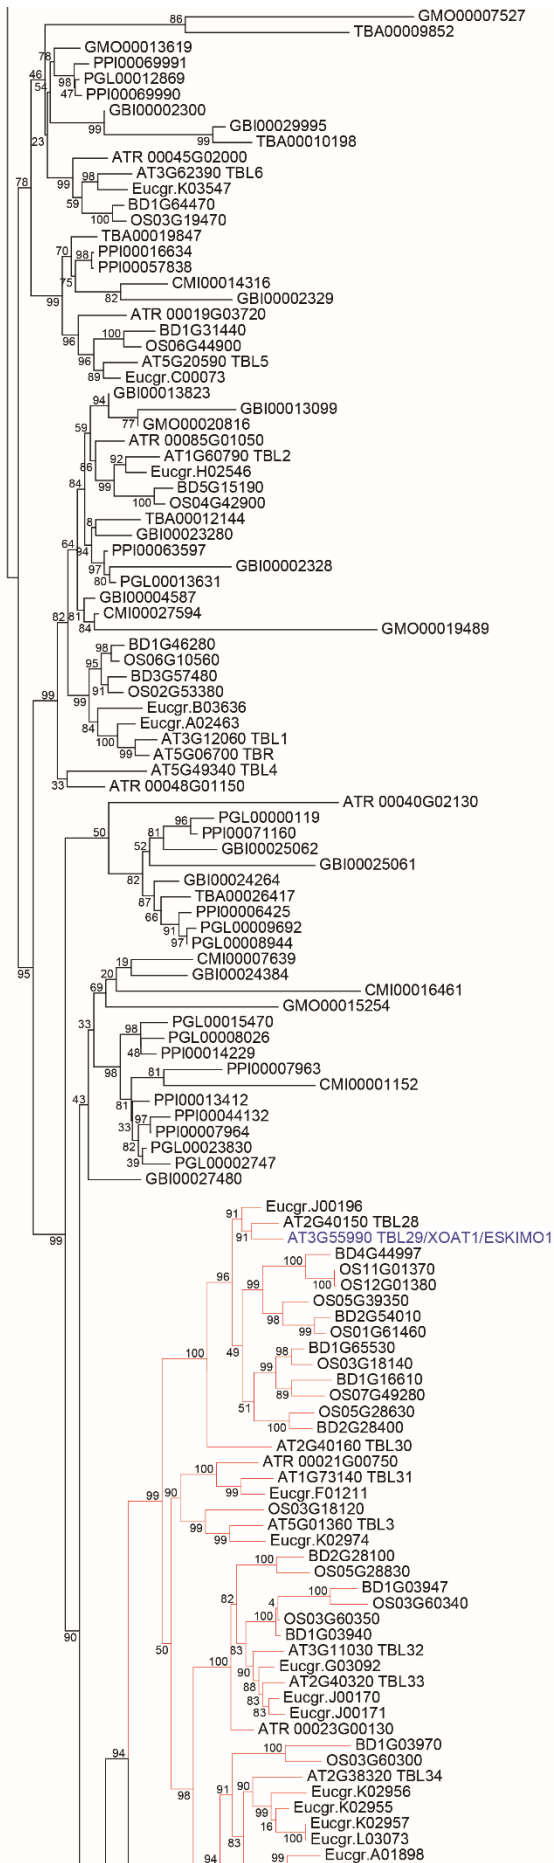 86
GMO00007527
TBA00009852
78
GMO00013619
46
PPI00069991
98
PGL00012869
54
47
PPI00069990
GBI00002300
99
GBI00029995
23
99
TBA00010198
ATR 00045G02000
98
AT3G62390 TBL6
78
99
Eucgr.K03547
59
BD1G64470
100
OS03G19470
TBA00019847
70
98
PPI00016634
PPI00057838
75
CMI00014316
99
82
GBI00002329
ATR 00019G03720
100
BD1G31440
96
OS06G44900
96
AT5G20590 TBL5
89
Eucgr.C00073
GBI00013823
94
GBI00013099
77
GMO00020816
59
ATR 00085G01050
92
AT1G60790 TBL2
86
Eucgr.H02546
84
99
BD5G15190
100
OS04G42900
8
TBA00012144
GBI00023280
64
94
PPI00063597
97
GBI00002328
80
PGL00013631
GBI00004587
82
81
CMI00027594
84
GMO00019489
98
BD1G46280
95
OS06G10560
BD3G57480
91
OS02G53380
99
99
Eucgr.B03636
84
Eucgr.A02463
100
AT3G12060 TBL1
99
AT5G06700 TBR
AT5G49340 TBL4
33
ATR 00048G01150
ATR 00040G02130
50
96
PGL00000119
81
PPI00071160
52
GBI00025062
GBI00025061
82
GBI00024264
87
TBA00026417
66
PPI00006425
91
PGL00009692
97
PGL00008944
95
19
CMI00007639
20
GBI00024384
69
CMI00016461
GMO00015254
33
98
PGL00015470
PGL00008026
48
PPI00014229
98
81
PPI00007963
CMI00001152
43
81
PPI00013412
33
97
PPI00044132
PPI00007964
82
PGL00023830
39
PGL00002747
GBI00027480
99
91
Eucgr.J00196
AT2G40150 TBL28
91
AT3G55990 TBL29/XOAT1/ESKIMO1
BD4G44997
100
OS11G01370
96
99
100
OS12G01380
OS05G39350
98
BD2G54010
99
OS01G61460
49
98
BD1G65530
100
99
OS03G18140
BD1G16610
89
OS07G49280
51
OS05G28630
100
BD2G28400
AT2G40160 TBL30
100
ATR 00021G00750
AT1G73140 TBL31
99
90
99
Eucgr.F01211
OS03G18120
99
AT5G01360 TBL3
99
Eucgr.K02974
100
BD2G28100
OS05G28830
82
100
BD1G03947
4
OS03G60340
100
OS03G60350
BD1G03940
90
50
100
83
AT3G11030 TBL32
90
Eucgr.G03092
88
AT2G40320 TBL33
83
Eucgr.J00170
83
Eucgr.J00171
ATR 00023G00130
94
100
BD1G03970
OS03G60300
98
91
90
AT2G38320 TBL34
Eucgr.K02956
99
Eucgr.K02955
16
Eucgr.K02957
83
100
Eucgr.L03073
94
99
Eucgr.A01898